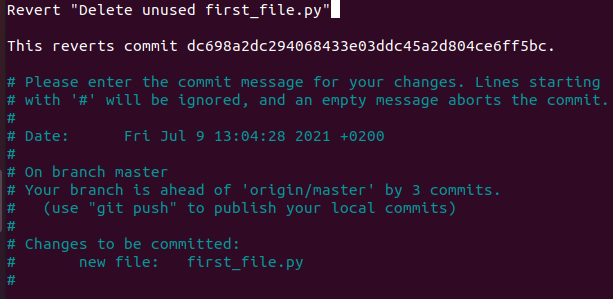 Revert "Delete unused first_file.py"
This reverts commit dc698a2dc294068433e03ddc45a2d804ce6ff5bc.
# Please enter the commit message for your changes. Lines starting
# with '#' will be ignored, and an empty message aborts the commit.
#
# Date:      Fri Jul 9 13:04:28 2021 +0200
#
# On branch master
# Your branch is ahead of 'origin/master' by 3 commits.
#   (use "git push" to publish your local commits)
#
# Changes to be committed:
#       new file:   first_file.py
#